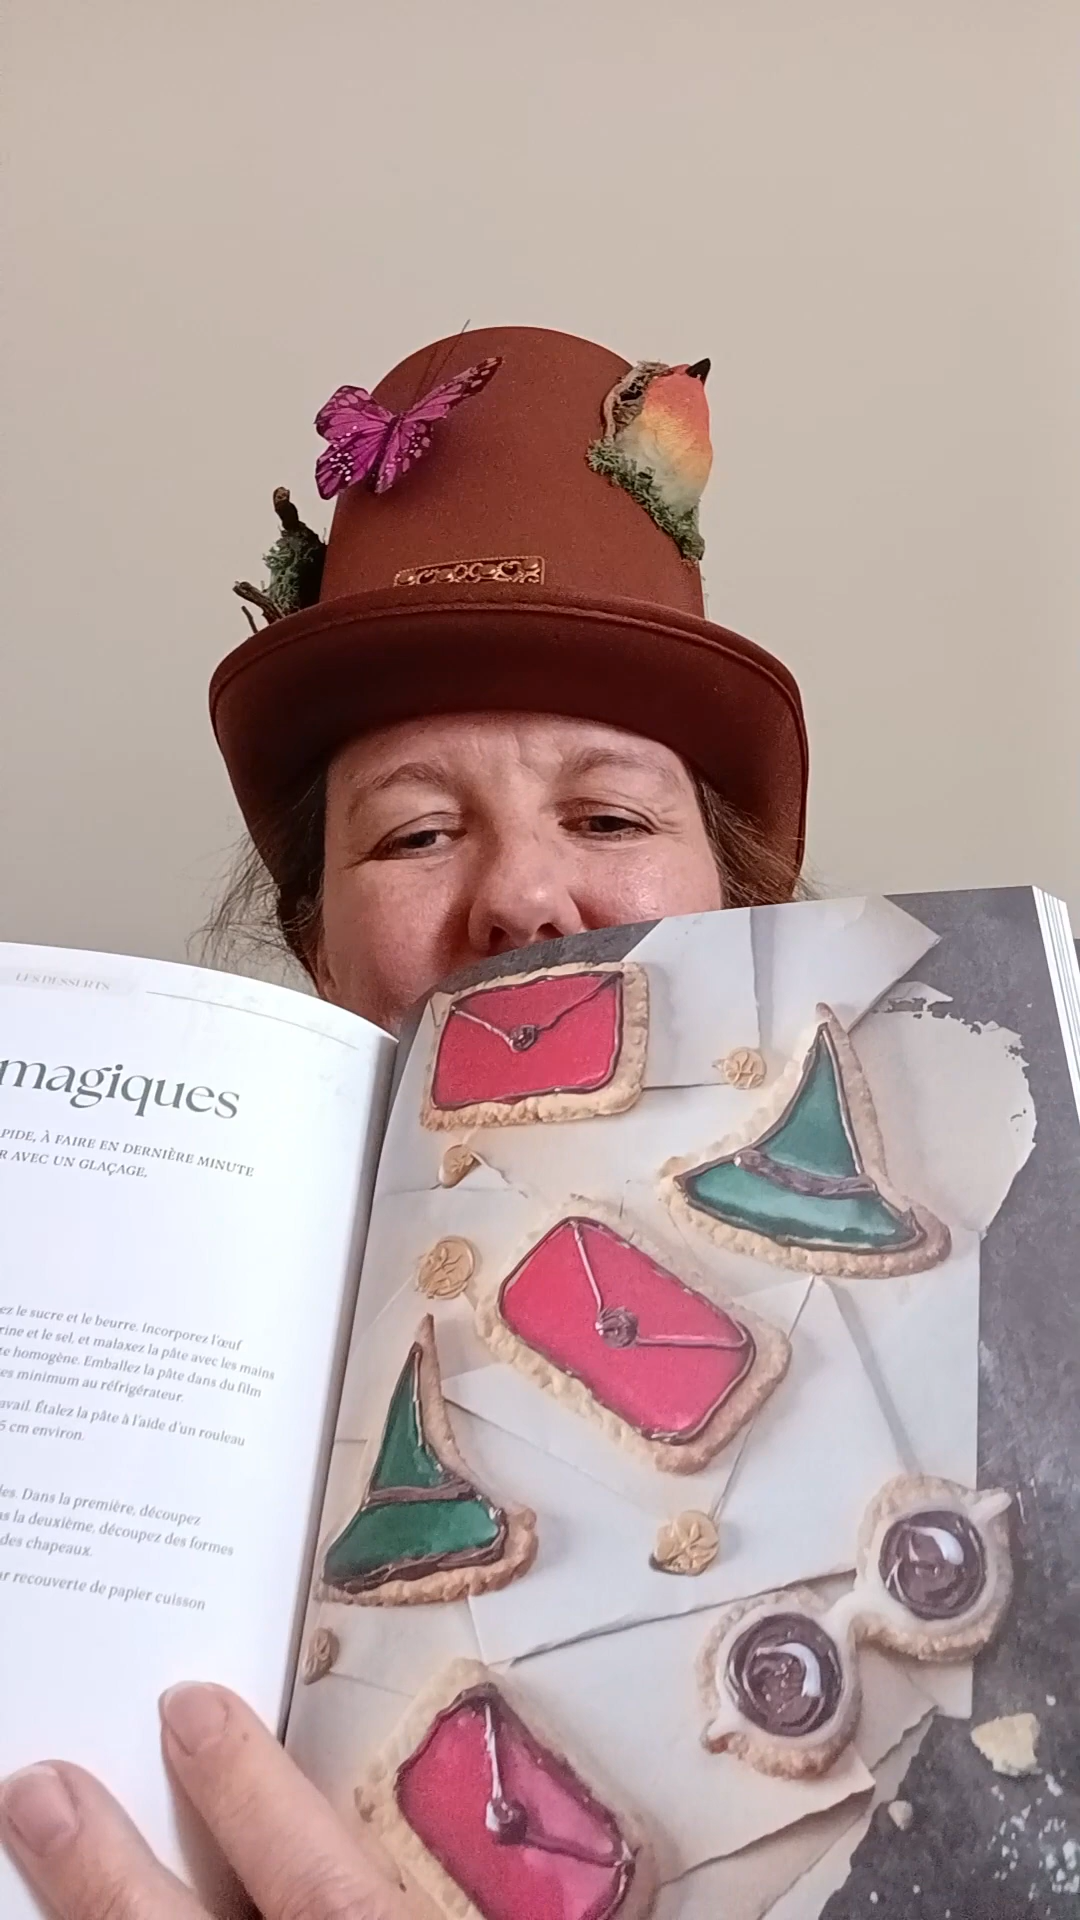 LES DESSERTS
magiques
PIDE, À FAIRE EN DERNIÈRE MINUTE
R AVEC UN GLAÇAGE.
ez le sucre et le beurre. Incorporez l'œuf
rine et le sel, et malaxez la pâte avec les mains
te homogène. Emballez la pâte dans du film
es minimum au réfrigérateur.
avail. Étalez la pâte à l'aide d'un rouleau
5 cm environ.
les. Dans la première, découpez
s la deuxième, découpez des formes
des chapeaux.
ur recouverte de papier cuisson